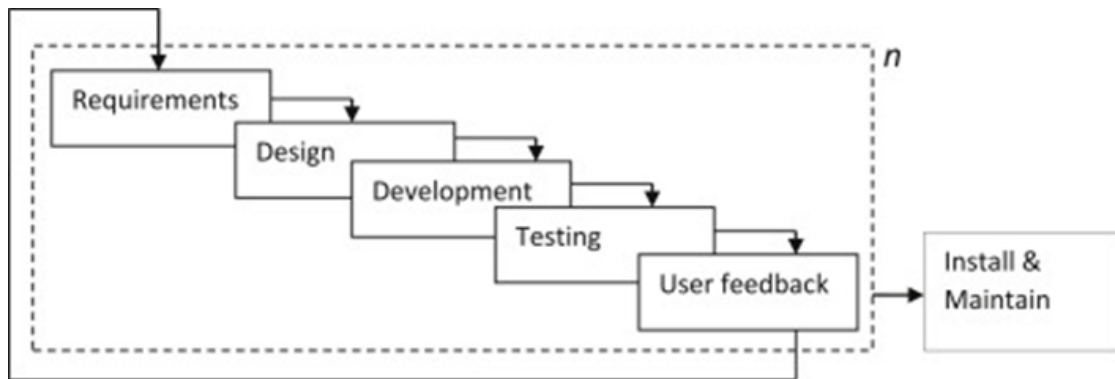 n
Requirements
Design
Development
Testing
User feedback
Install &
Maintain